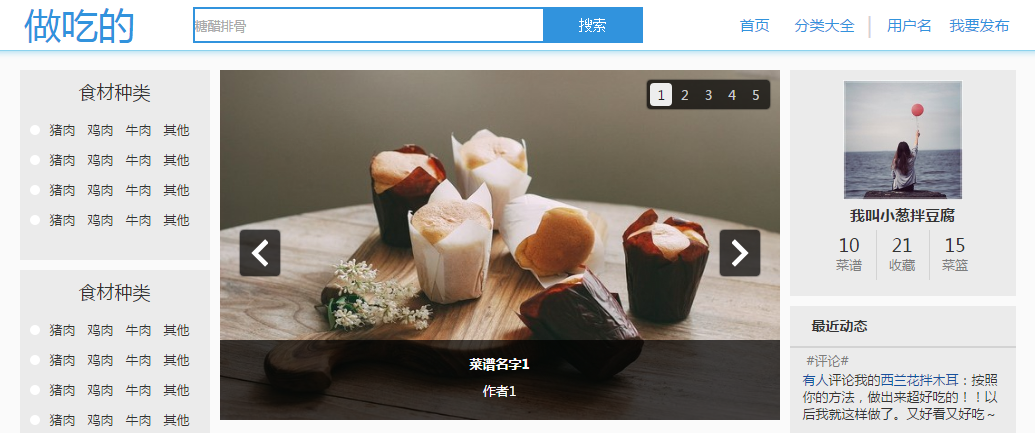 做吃的
糖醋排骨
搜索
首页 分类大全 | 用户名 我要发布
食材种类
猪肉 鸡肉 牛肉 其他
猪肉 鸡肉 牛肉 其他
猪肉 鸡肉 牛肉 其他
猪肉 鸡肉 牛肉 其他
食材种类
猪肉 鸡肉 牛肉 其他
猪肉 鸡肉 牛肉 其他
猪肉 鸡肉 牛肉 其他
猪肉 鸡肉 牛肉 其他
1 2 3 4 5
菜谱名字1
作者1
我叫小葱拌豆腐
10 21 15
菜谱 收藏 菜篮
最近动态
#评论#
有人评论我的西兰花拌木耳：按照
你的方法，做出来超好吃的！！以
后我就这样做了。又好看又好吃～